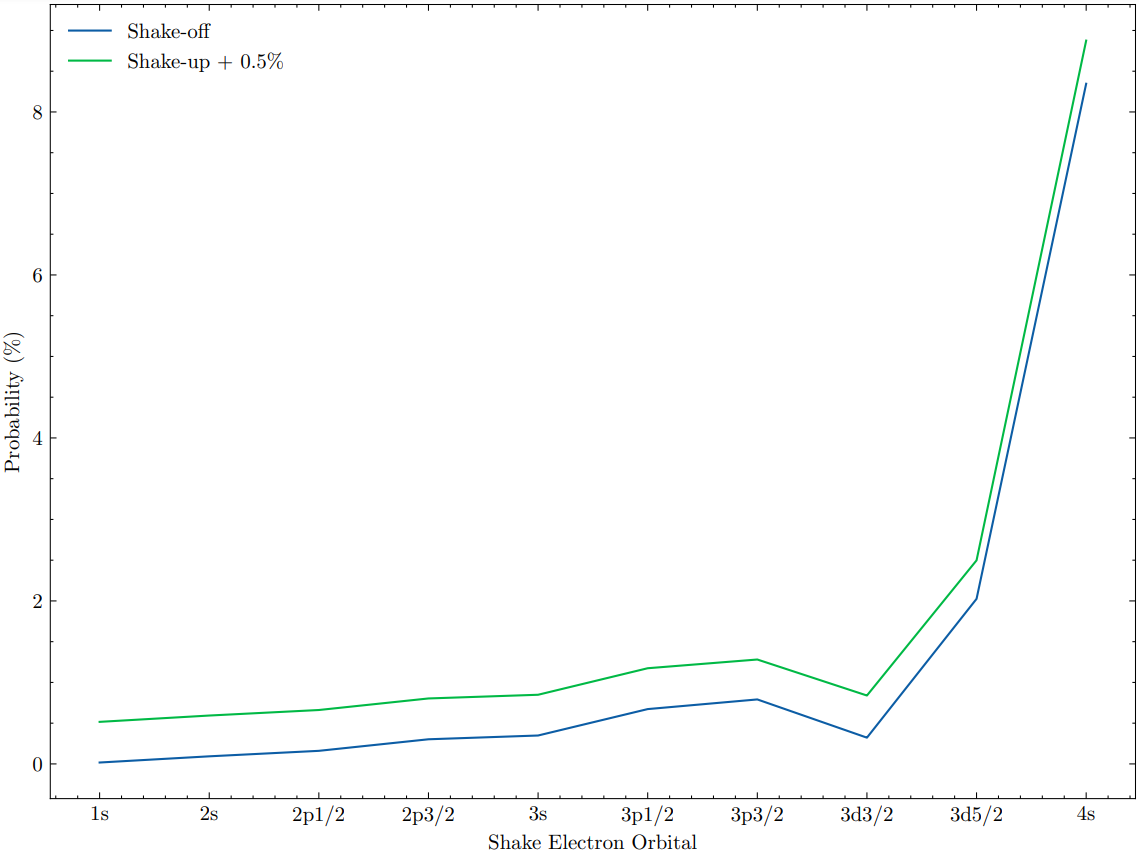 Shake-off
Shake-up + 0.5%
8
6
4
2
0
Probability (%)
1s 2s 2p1/2 2p3/2 3s 3p1/2 3p3/2 3d3/2 3d5/2 4s
Shake Electron Orbital